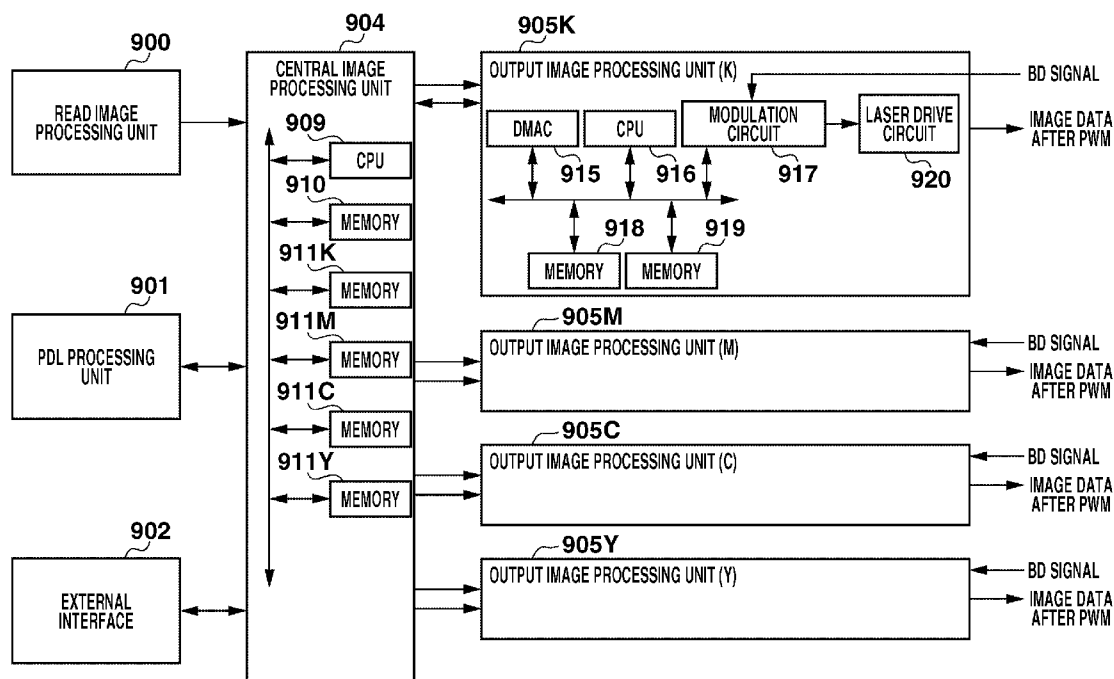 900
READ IMAGE
PROCESSING UNIT
901
PDL PROCESSING
UNIT
902
EXTERNAL
INTERFACE
904
CENTRAL IMAGE
PROCESSING UNIT
909
CPU
910
MEMORY
911K
MEMORY
911M
MEMORY
911C
MEMORY
911Y
MEMORY
905K
OUTPUT IMAGE PROCESSING UNIT (K)
DMAC
915
CPU
916
MODULATION
CIRCUIT
917
LASER DRIVE
CIRCUIT
920
918
MEMORY
919
MEMORY
BD SIGNAL
IMAGE DATA
AFTER PWM
905M
OUTPUT IMAGE PROCESSING UNIT (M)
BD SIGNAL
IMAGE DATA
AFTER PWM
905C
OUTPUT IMAGE PROCESSING UNIT (C)
BD SIGNAL
IMAGE DATA
AFTER PWM
905Y
OUTPUT IMAGE PROCESSING UNIT (Y)
BD SIGNAL
IMAGE DATA
AFTER PWM